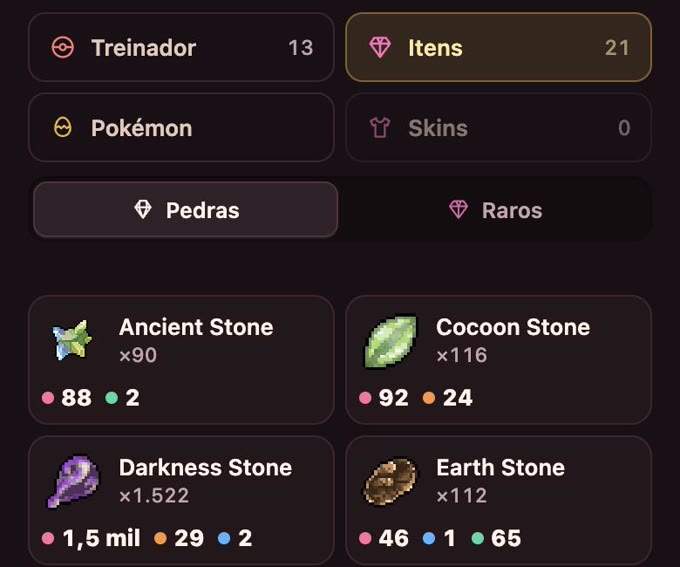 Treinador 13
Itens 21
Pokémon
Skins 0
Pedras
Raros
Ancient Stone
×90
88 2
Cocoon Stone
×116
92 24
Darkness Stone
×1.522
1,5 mil 29 2
Earth Stone
×112
46 1 65